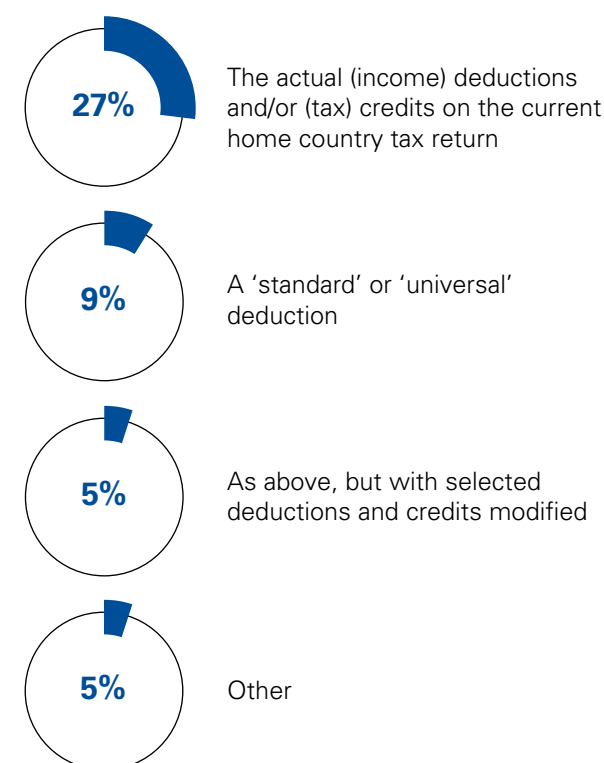 27%
The actual (income) deductions
and/or (tax) credits on the current
home country tax return
9%
A ‘standard’ or ‘universal’
deduction
5%
As above, but with selected
deductions and credits modified
5%
Other